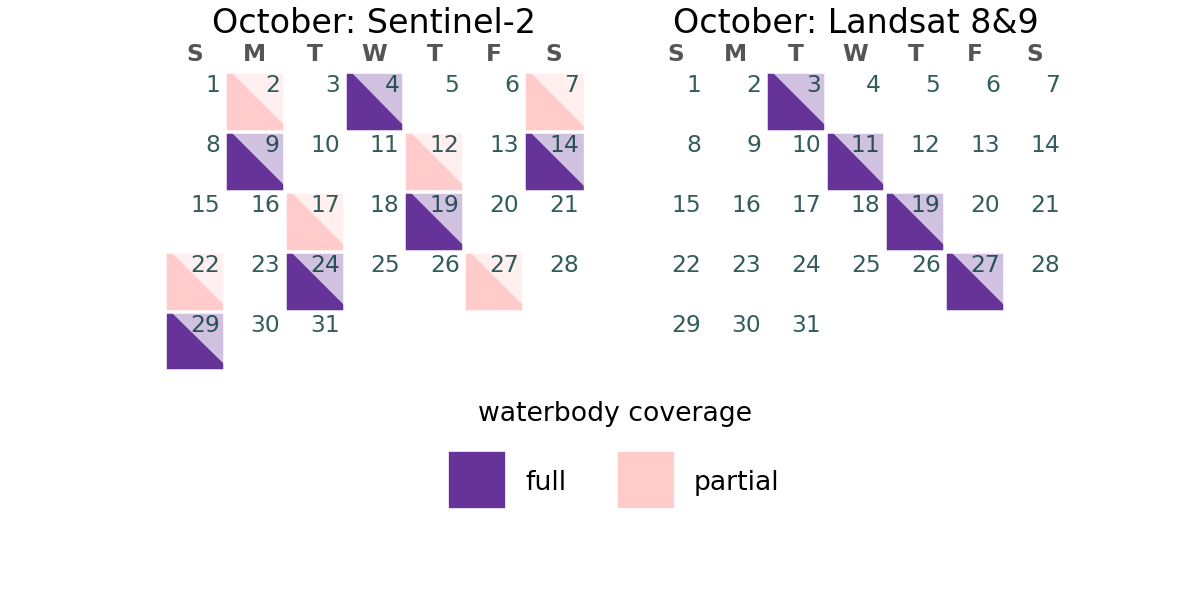 October: Sentinel-2
S M T W T F S
1 2 3 4 5 6 7
8 9 10 11 12 13 14
15 16 17 18 19 20 21
22 23 24 25 26 27 28
29 30 31
October: Landsat 8&9
S M T W T F S
1 2 3 4 5 6 7
8 9 10 11 12 13 14
15 16 17 18 19 20 21
22 23 24 25 26 27 28
29 30 31
waterbody coverage
full partial